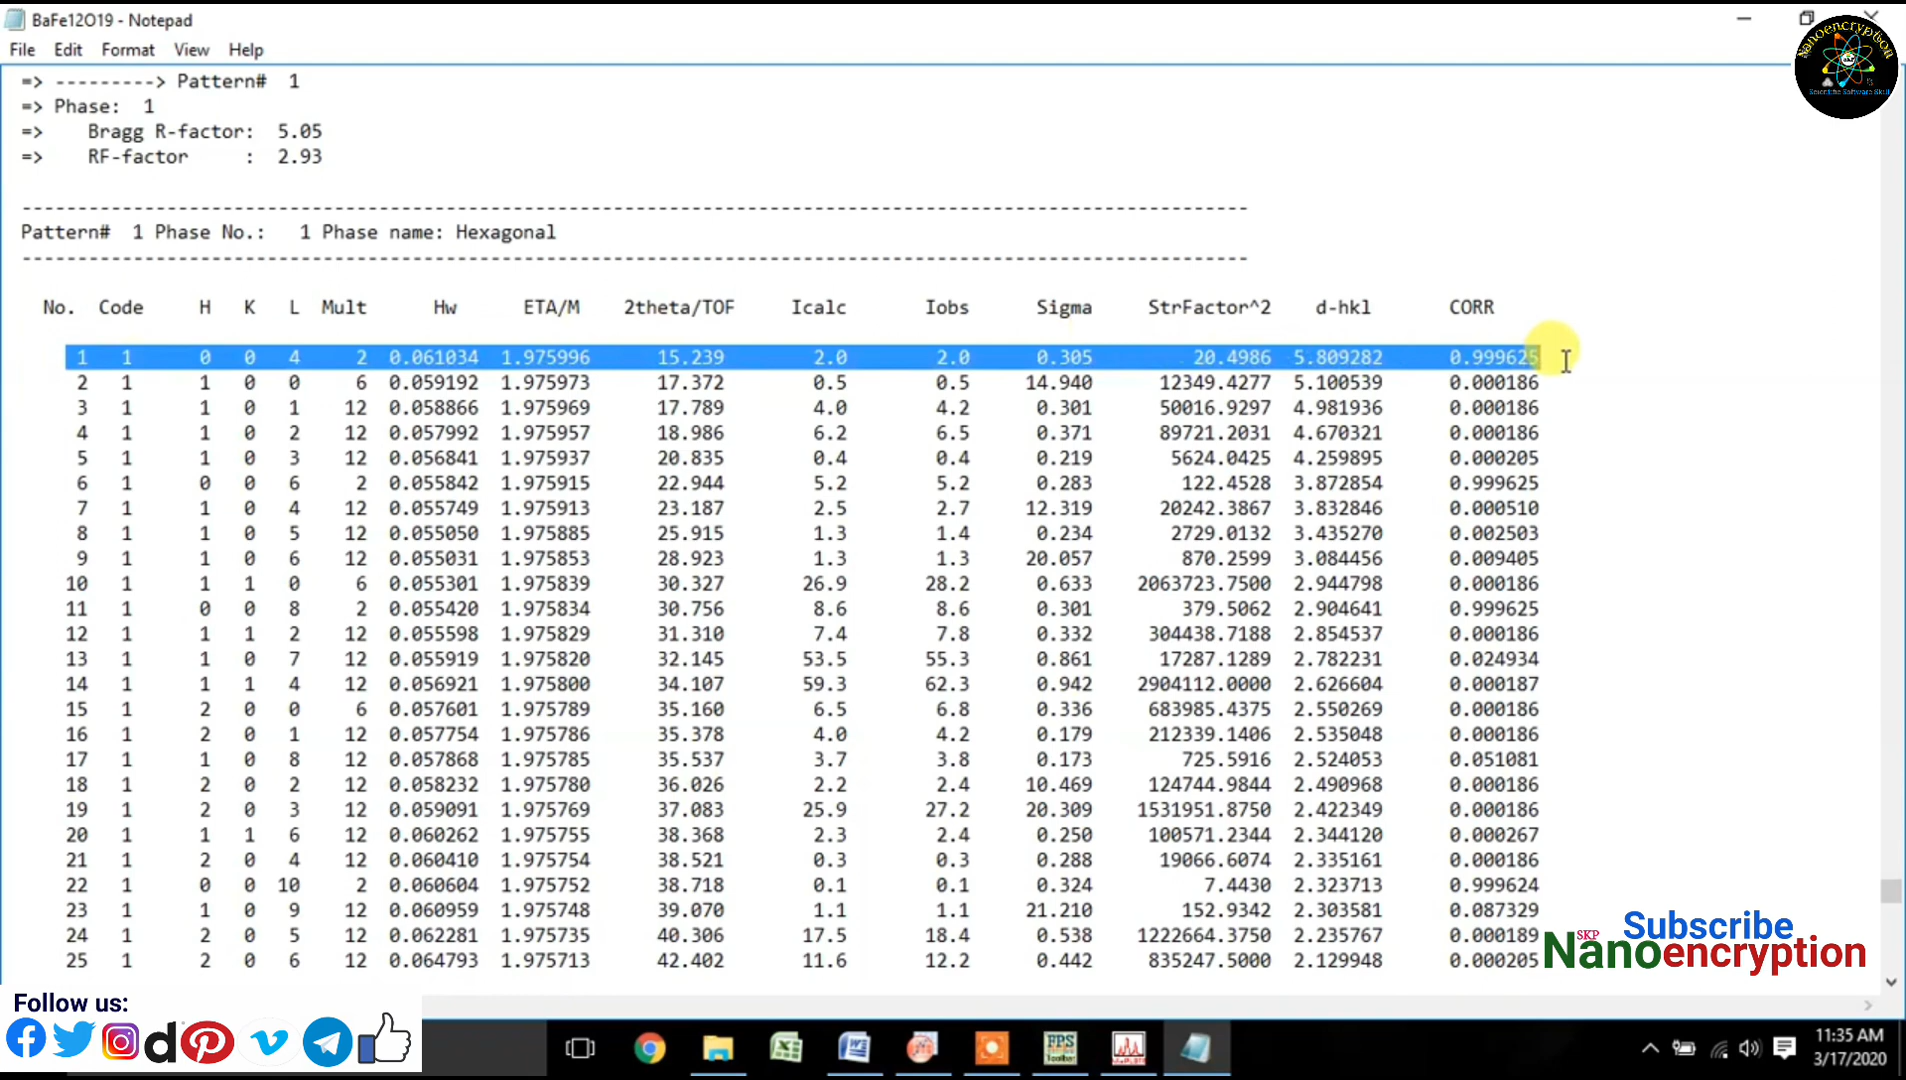 BaFe12O19 - Notepad
File Edit Format View Help
=> ---------> Pattern# 1
=> Phase: 1
=> Bragg R-factor: 5.05
=> RF-factor : 2.93
Pattern# 1 Phase No.: 1 Phase name: Hexagonal
No. Code H K L Mult Hw ETA/M 2theta/TOF Icalc Iobs Sigma StrFactor^2 d-hkl CORR
1 1 0 0 4 2 0.061034 1.975996 15.239 2.0 2.0 0.305 20.4986 5.809282 0.999625
2 1 1 0 0 6 0.059192 1.975973 17.372 0.5 0.5 14.940 12349.4277 5.100539 0.000186
3 1 1 0 1 12 0.058866 1.975969 17.789 4.0 4.2 0.301 50016.9297 4.981936 0.000186
4 1 1 0 2 12 0.057992 1.975957 18.986 6.2 6.5 0.371 89721.2031 4.670321 0.000186
5 1 1 0 3 12 0.056841 1.975937 20.835 0.4 0.4 0.219 5624.0425 4.259895 0.000205
6 1 0 0 6 2 0.055842 1.975915 22.944 5.2 5.2 0.283 122.4528 3.872854 0.999625
7 1 1 0 4 12 0.055749 1.975913 23.187 2.5 2.7 12.319 20242.3867 3.832846 0.000510
8 1 1 0 5 12 0.055050 1.975885 25.915 1.3 1.4 0.234 2729.0132 3.435270 0.002503
9 1 1 0 6 12 0.055031 1.975853 28.923 1.3 1.3 20.057 870.2599 3.084456 0.009405
10 1 1 1 0 6 0.055301 1.975839 30.327 26.9 28.2 0.633 2063723.7500 2.944798 0.000186
11 1 0 0 8 2 0.055420 1.975834 30.756 8.6 8.6 0.301 379.5062 2.904641 0.999625
12 1 1 1 2 12 0.055598 1.975829 31.310 7.4 7.8 0.332 304438.7188 2.854537 0.000186
13 1 1 0 7 12 0.055919 1.975820 32.145 53.5 55.3 0.861 17287.1289 2.782231 0.024934
14 1 1 1 4 12 0.056921 1.975800 34.107 59.3 62.3 0.942 2904112.0000 2.626604 0.000187
15 1 2 0 0 6 0.057601 1.975789 35.160 6.5 6.8 0.336 683985.4375 2.550269 0.000186
16 1 2 0 1 12 0.057754 1.975786 35.378 4.0 4.2 0.179 212339.1406 2.535048 0.000186
17 1 1 0 8 12 0.057868 1.975785 35.537 3.7 3.8 0.173 725.5916 2.524053 0.051081
18 1 2 0 2 12 0.058232 1.975780 36.026 2.2 2.4 10.469 124744.9844 2.490968 0.000186
19 1 2 0 3 12 0.059091 1.975769 37.083 25.9 27.2 20.309 1531951.8750 2.422349 0.000186
20 1 1 1 6 12 0.060262 1.975755 38.368 2.3 2.4 0.250 100571.2344 2.344120 0.000267
21 1 2 0 4 12 0.060410 1.975754 38.521 0.3 0.3 0.288 19066.6074 2.335161 0.000186
22 1 0 0 10 2 0.060604 1.975752 38.718 0.1 0.1 0.324 7.4430 2.323713 0.999624
23 1 1 0 9 12 0.060959 1.975748 39.070 1.1 1.1 21.210 152.9342 2.303581 0.087329
24 1 2 0 5 12 0.062281 1.975735 40.306 17.5 18.4 0.538 1222664.3750 2.235767 0.000189
25 1 2 0 6 12 0.064793 1.975713 42.402 11.6 12.2 0.442 835247.5000 2.129948 0.000205
Nanoencryption
Scientific Software Skill
Subscribe
SKP
Nanoencryption
Follow us:
FPS
11:35 AM
3/17/2020